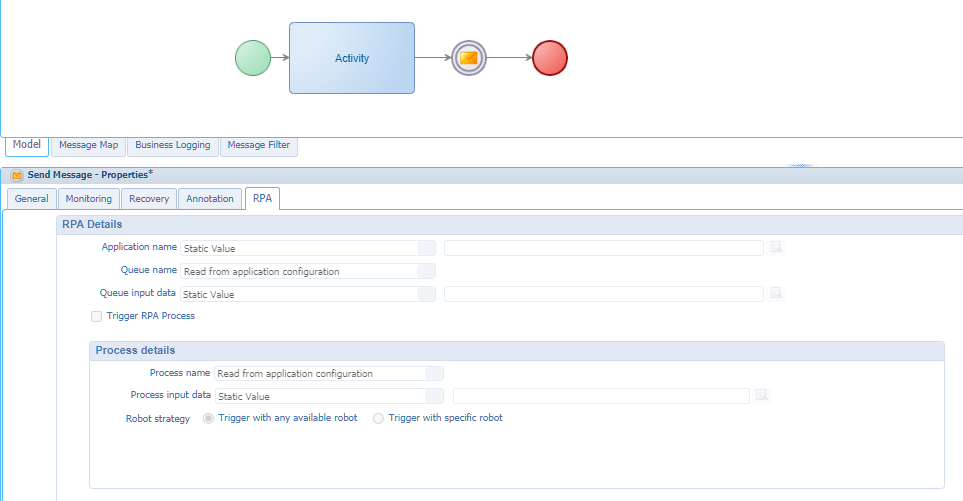 Activity
Model Message Map Business Logging Message Filter
Send Message - Properties*
General Monitoring Recovery Annotation RPA
RPA Details
Application name Static Value
Queue name Read from application configuration
Queue input data Static Value
Trigger RPA Process
Process details
Process name Read from application configuration
Process input data Static Value
Robot strategy Trigger with any available robot Trigger with specific robot